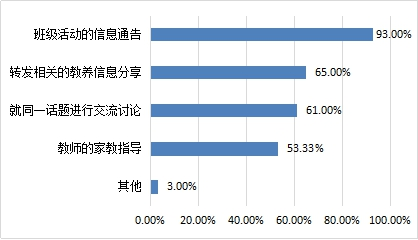 班级活动的信息通告 93.00%
转发相关的教养信息分享 65.00%
就同一话题进行交流讨论 61.00%
教师的家教指导 53.33%
其他 3.00%
0.00% 20.00% 40.00% 60.00% 80.00% 100.00%